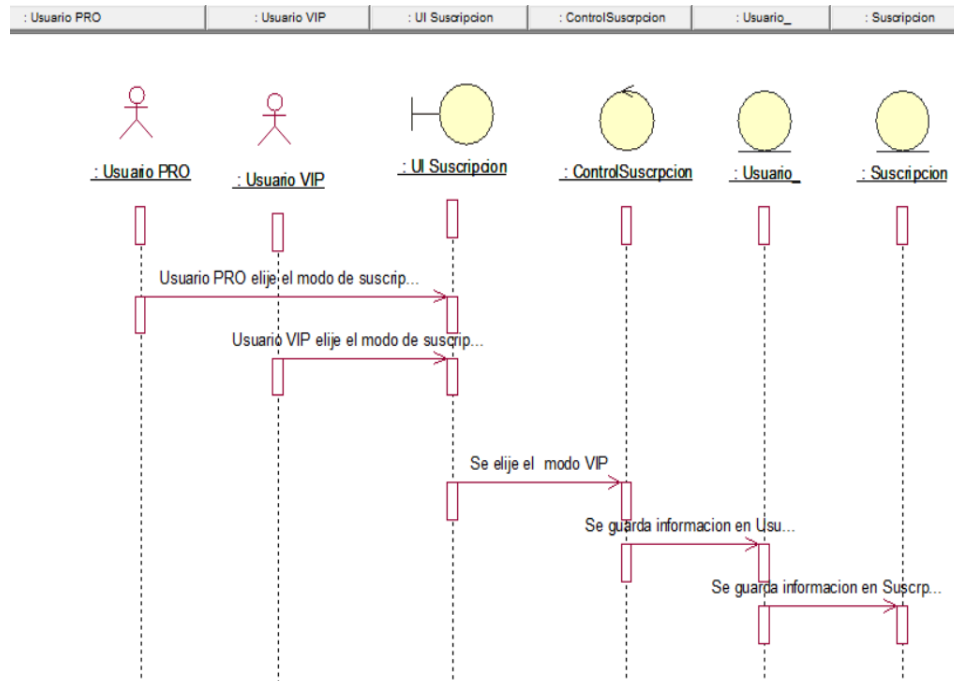 : Usuario PRO
: Usuario VIP
: UI Suscripcion
: ControlSuscrpcion
: Usuario_
: Suscripcion
: Usuario PRO
: Usuario VIP
: UI Suscripcion
: ControlSuscrpcion
: Usuario_
: Suscripcion
Usuario PRO elije el modo de suscrip...
Usuario VIP elije el modo de suscrip...
Se elije el modo VIP
Se guarda informacion en Usu...
Se guarda informacion en Suscrp...